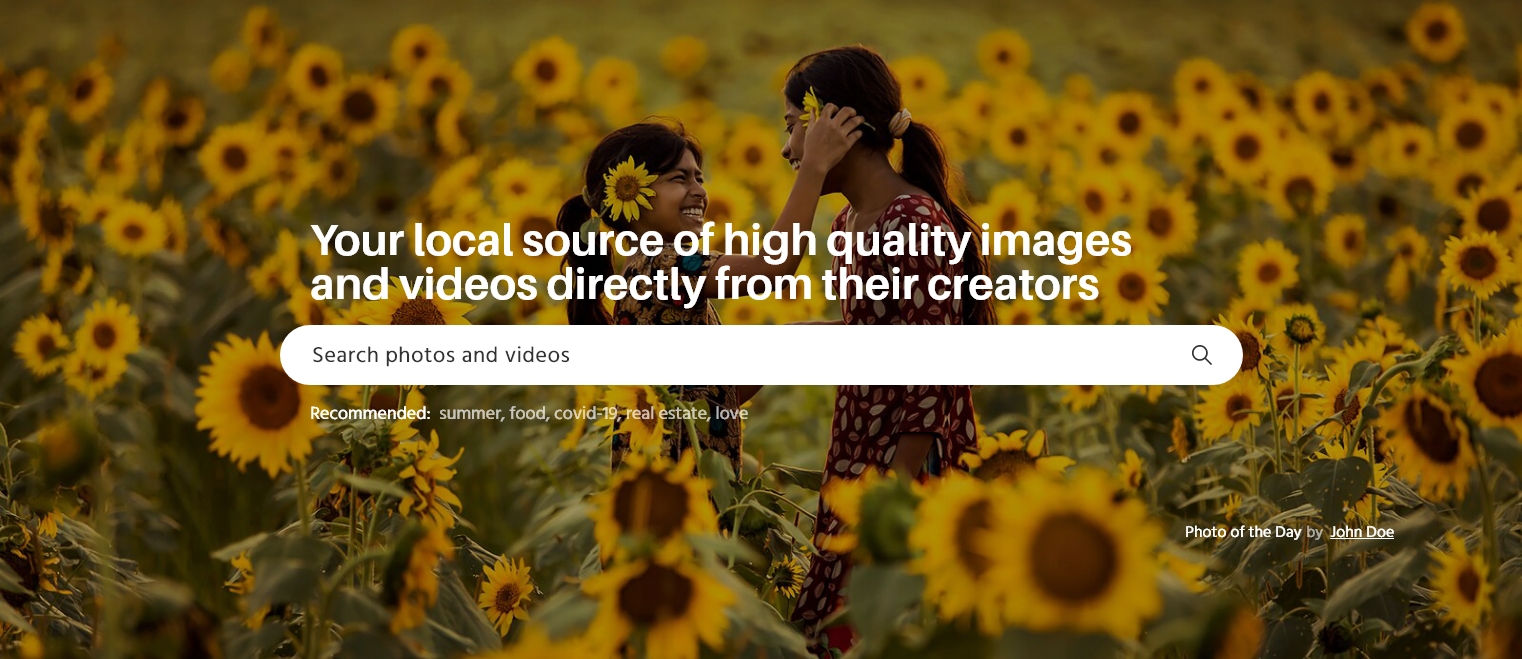 Your local source of high quality images
and videos directly from their creators
Search photos and videos
Recommended: summer, food, covid-19, real estate, love
Photo of the Day by John Doe